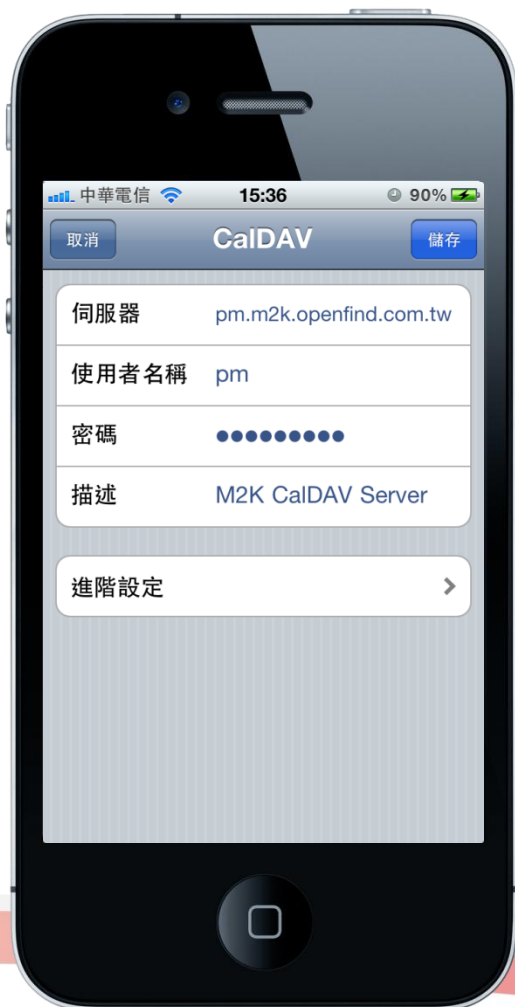 中華電信 15:36 90%
取消 CalDAV 儲存
伺服器 pm.m2k.openfind.com.tw
使用者名稱 pm
密碼 ●●●●●●●●●
描述 M2K CalDAV Server
進階設定